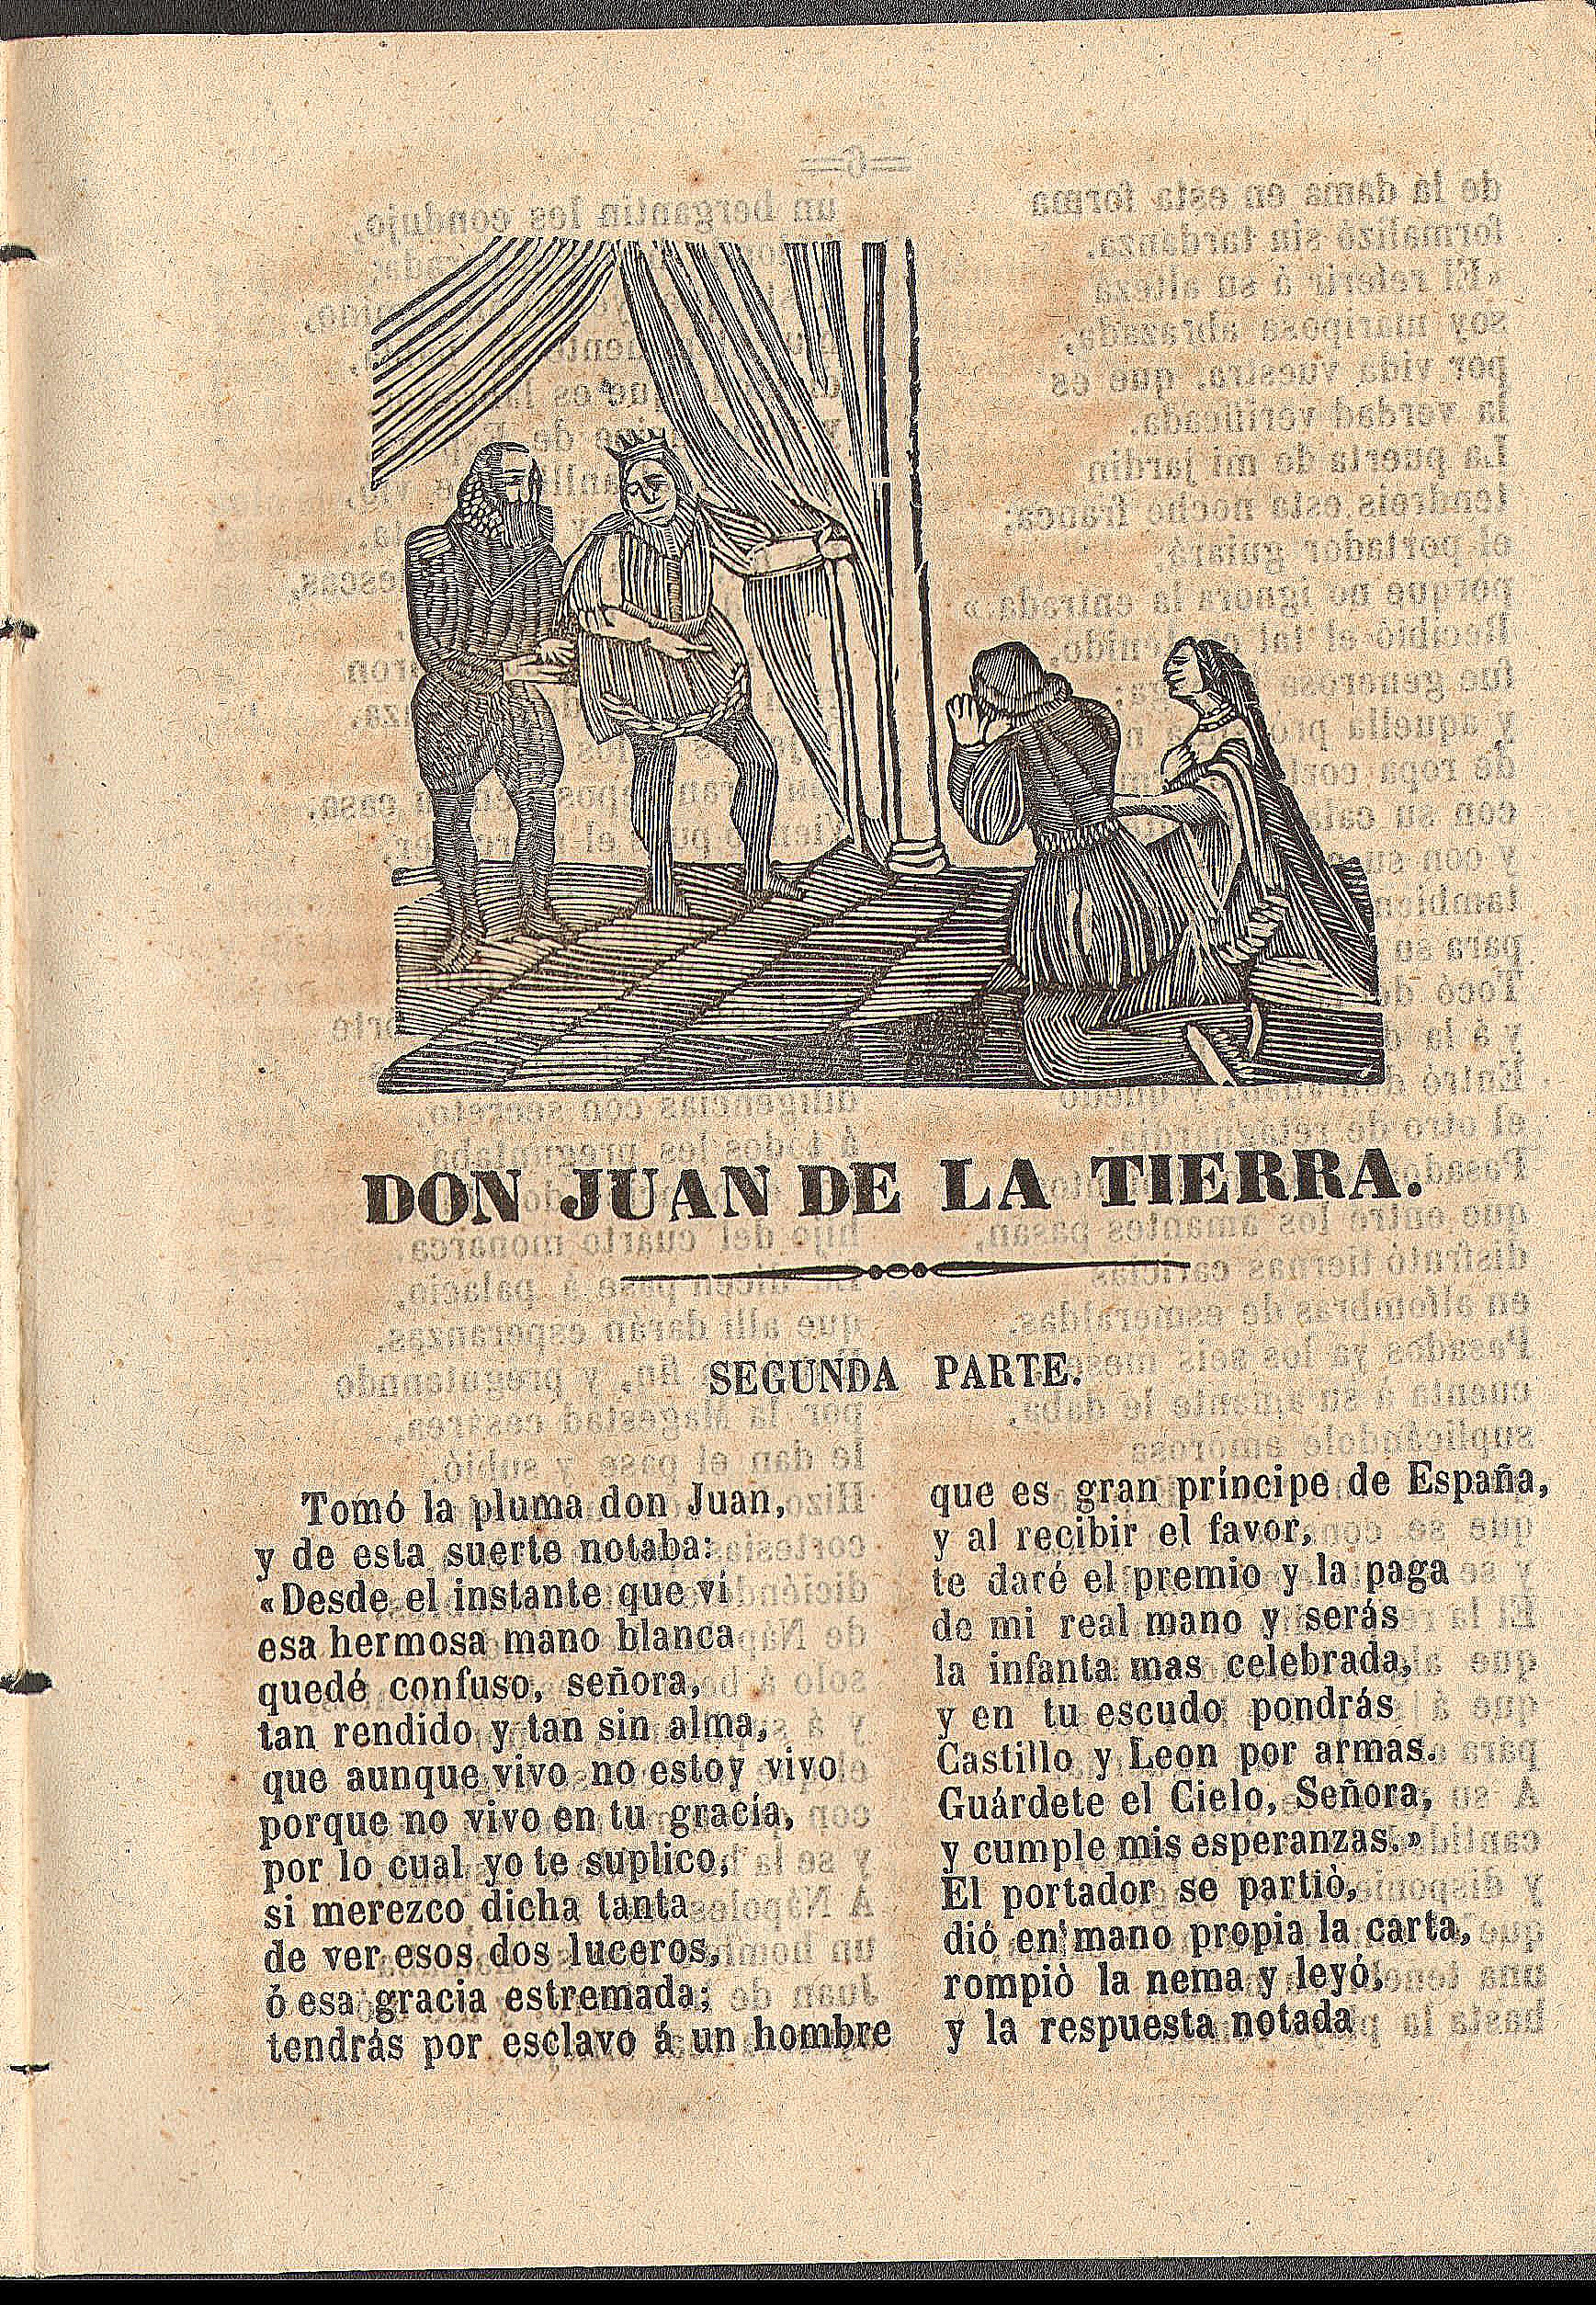 DON JUAN DE LA TIERRA.
SEGUNDA PARTE.
Tomó la pluma don Juan,
y de esta suerte notaba:
«Desde el instante que ví
esa hermosa mano blanca
quedé confuso, señora,
tan rendido y tan sin alma,
que aunque vivo no estoy vivo
porque no vivo en tu gracía,
por lo cual yo te suplico,
si merezco dicha tanta
de ver esos dos luceros,
ó esa gracia estremada;
tendrás por esclavo á un hombre
que es gran príncipe de España,
y al recibir el favor,
te daré el premio y la paga
de mi real mano y serás
la infanta mas celebrada,
y en tu escudo pondrás
Castillo y Leon por armas.
Guárdete el Cielo, Señora,
y cumple mis esperanzas.»
El portador se partiò,
dió en mano propia la carta,
rompiò la nema y leyó,
y la respuesta notada